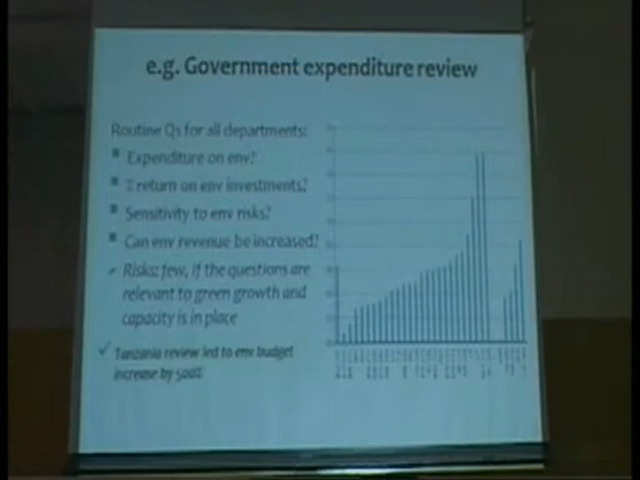 e.g. Government expenditure review
Routine Qs for all departments:
Expenditure on env?
% return on env investments?
Sensitivity to env risks?
Can env revenue be increased?
Risks: few, if the questions are
relevant to green growth and
capacity is in place
✓ Tanzania review led to env budget
increase by 500%